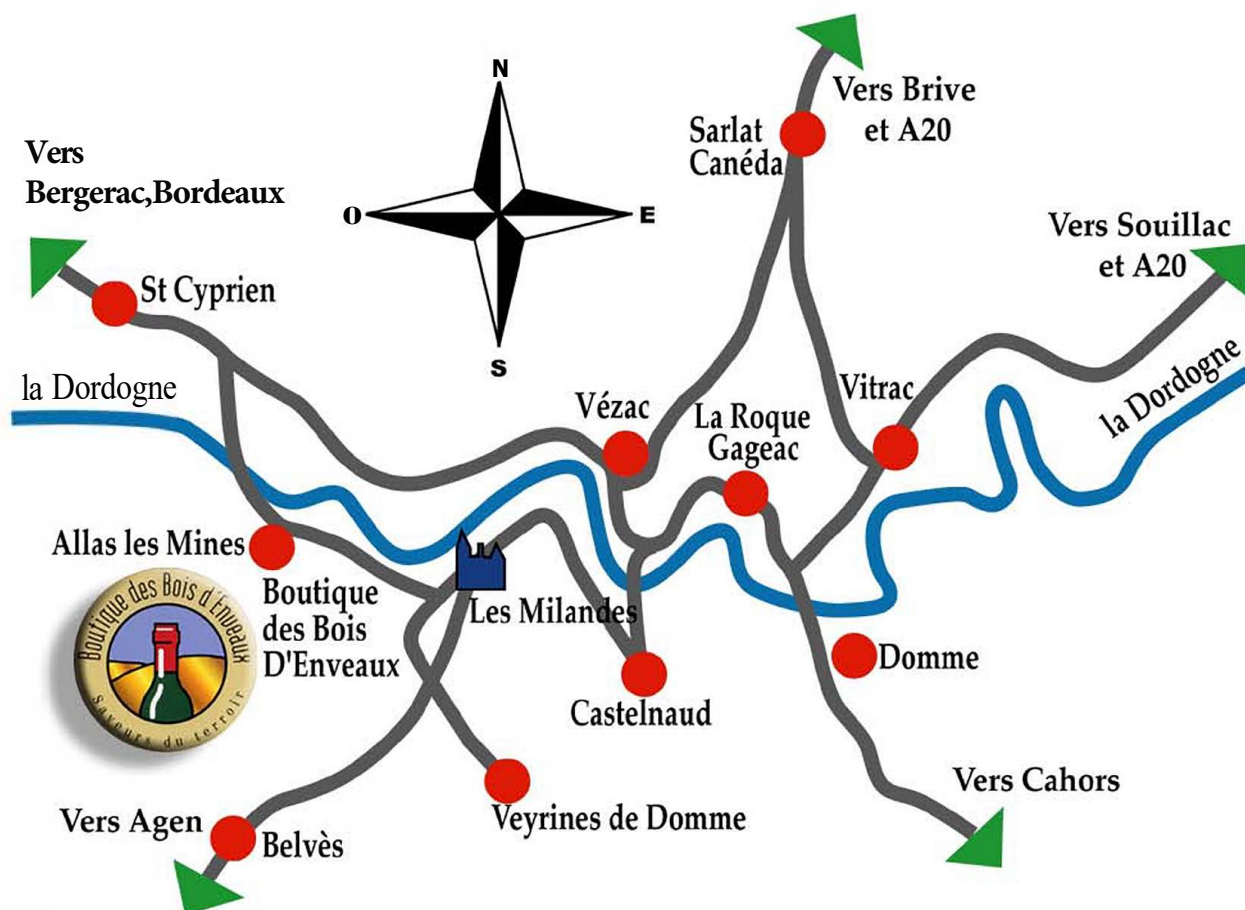 N
Vers Brive
et A20
Sarlat
Canéda
Vers
Bergerac,Bordeaux
O
E
Vers Souillac
et A20
St Cyprien
S
la Dordogne
Vézac
La Roque
Gageac
Vitrac
la Dordogne
Allas les Mines
Boutique des Bois d'Enveaux
Saveurs du terroir
Boutique
des Bois
D'Enveaux
Les Milandes
Domme
Castelnaud
Vers Cahors
Veyrines de Domme
Vers Agen
Belvès